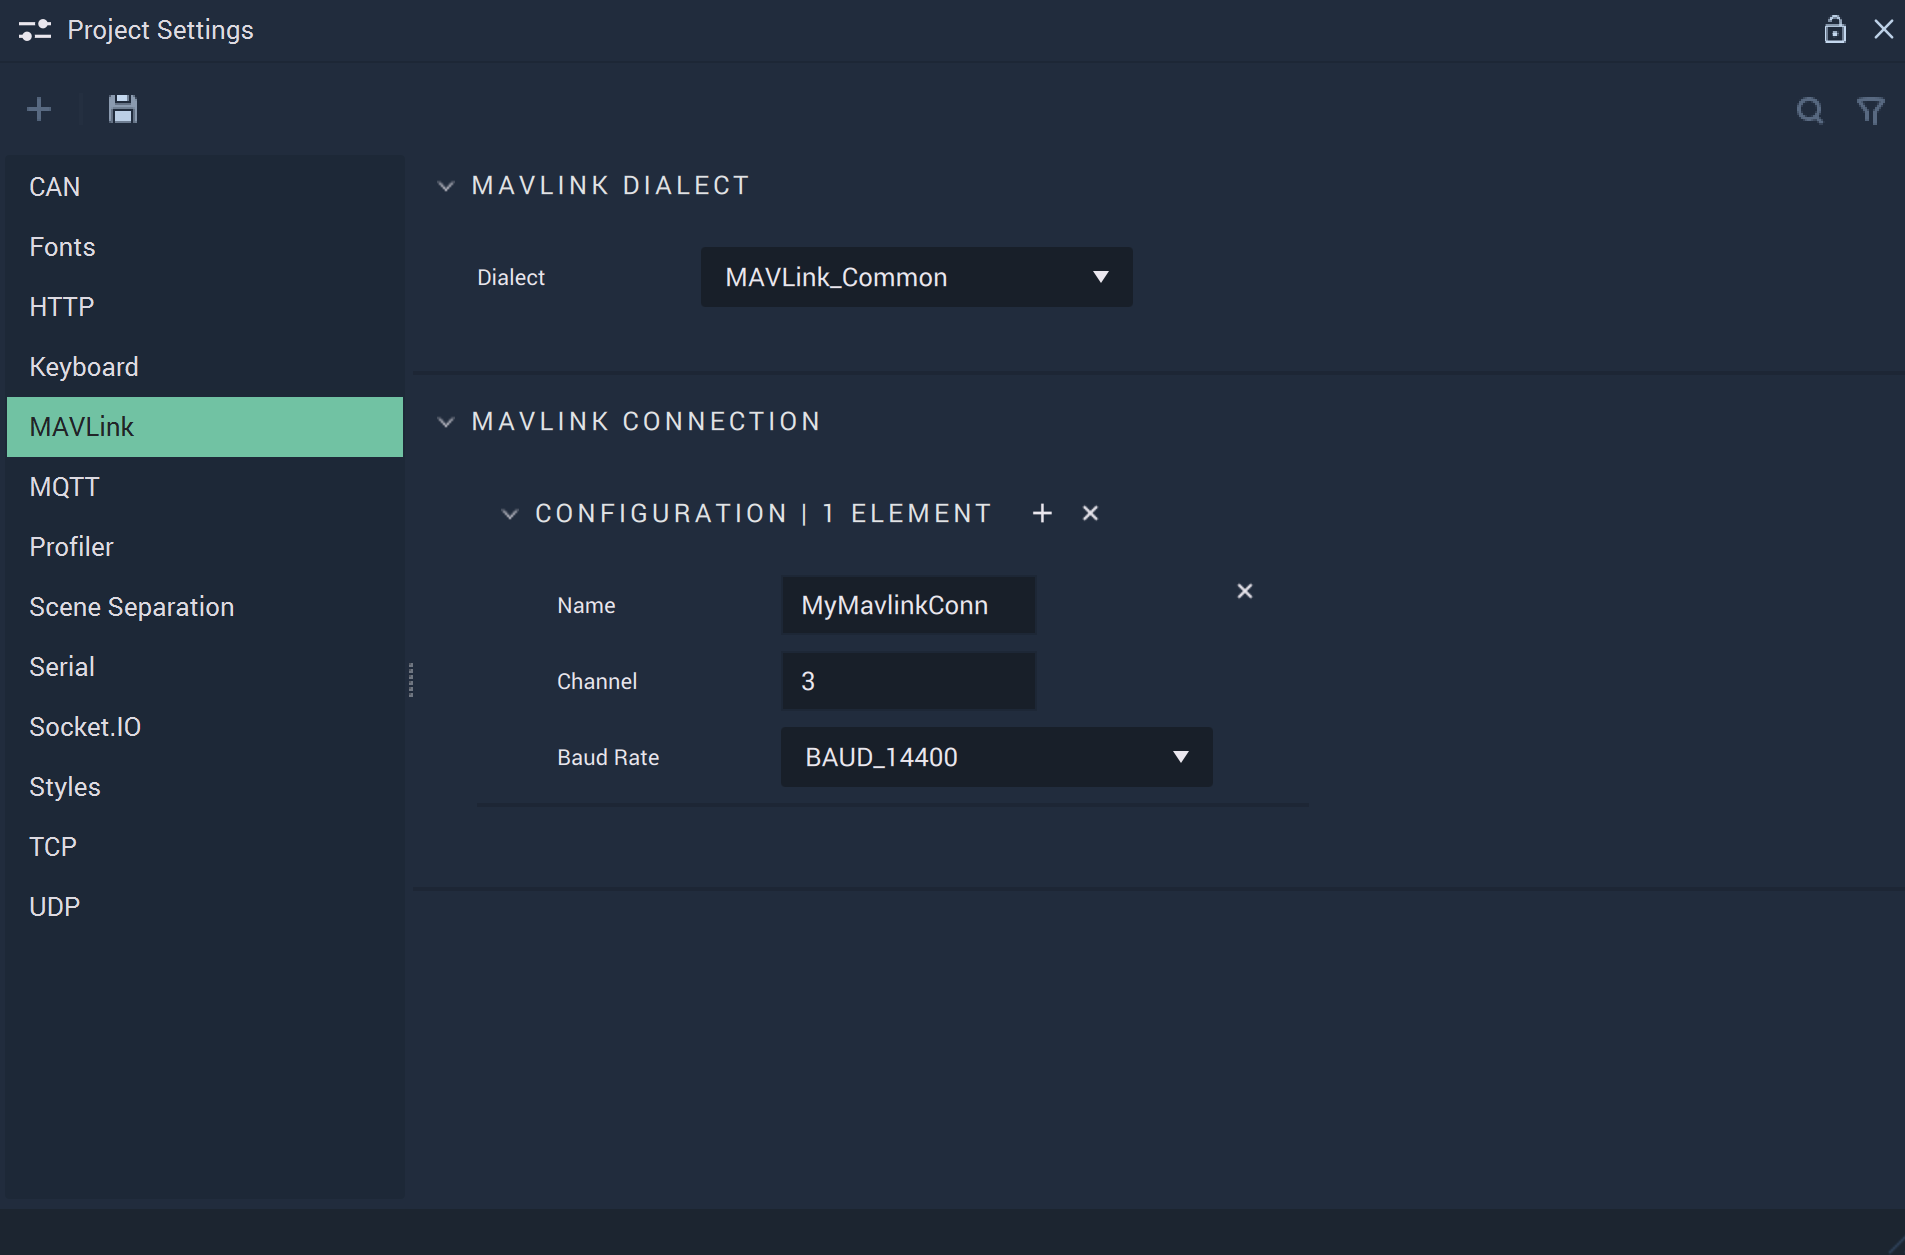 Project Settings
CAN
Fonts
HTTP
Keyboard
MAVLink
MQTT
Profiler
Scene Separation
Serial
Socket.IO
Styles
TCP
UDP
MAVLINK DIALECT
Dialect MAVLink_Common
MAVLINK CONNECTION
CONFIGURATION | 1 ELEMENT
Name MyMavlinkConn
Channel 3
Baud Rate BAUD_14400